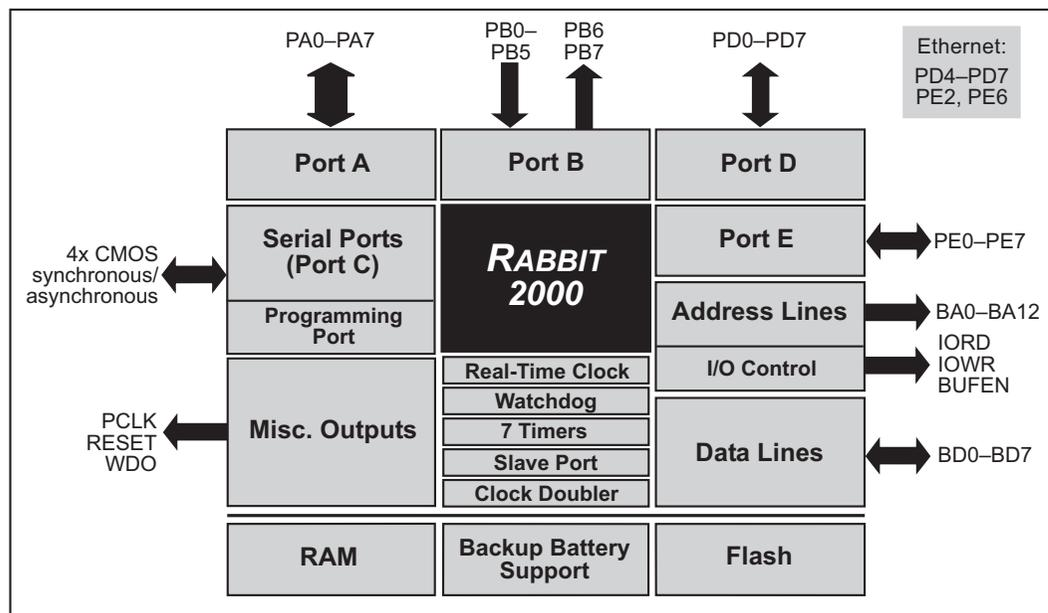 PA0–PA7
PB0–
PB5
PB6
PB7
PD0–PD7
Ethernet:
PD4–PD7
PE2, PE6
Port A
Port B
Port D
4x CMOS
synchronous/
asynchronous
Serial Ports
(Port C)
Programming
Port
RABBIT
2000
Port E
PE0–PE7
Address Lines
BA0–BA12
I/O Control
IORD
IOWR
BUFEN
PCLK
RESET
WDO
Misc. Outputs
Real-Time Clock
Watchdog
7 Timers
Slave Port
Clock Doubler
Data Lines
BD0–BD7
RAM
Backup Battery
Support
Flash